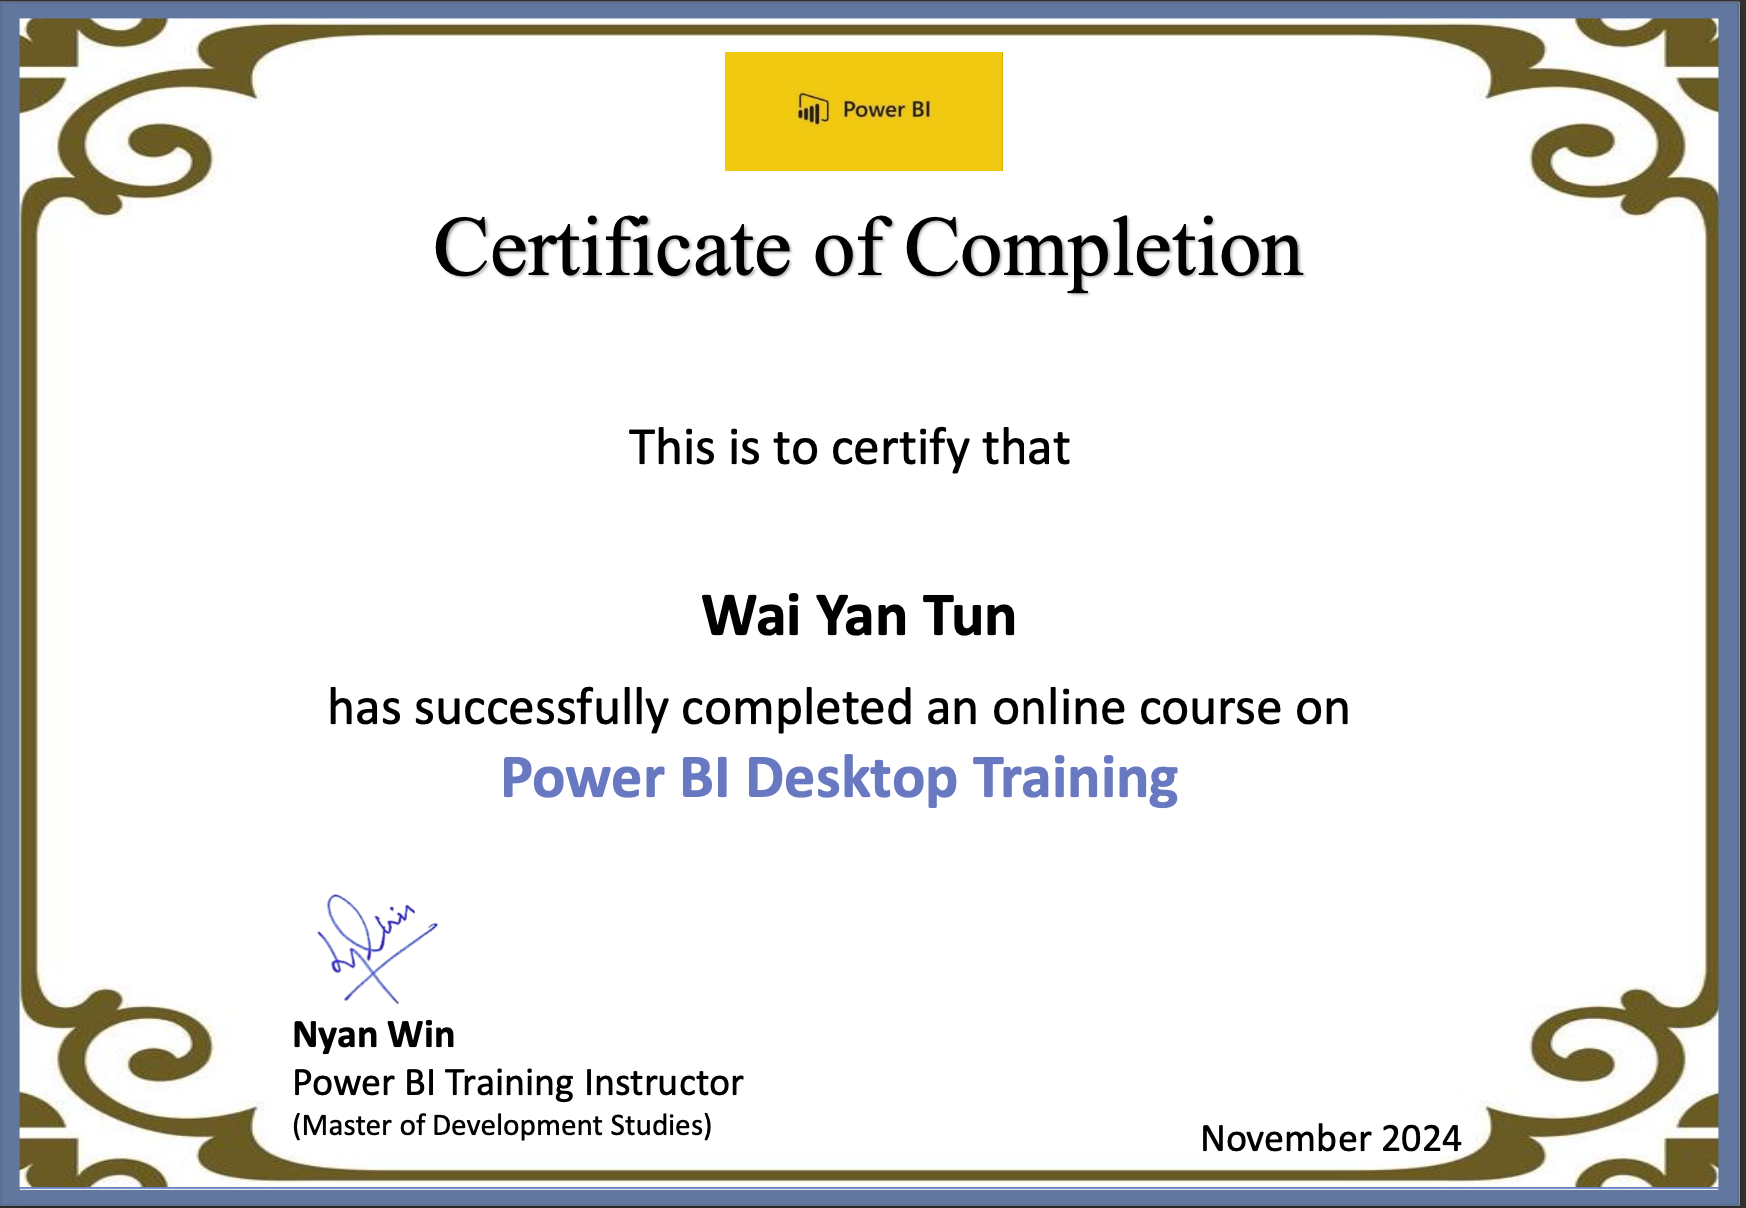 Power BI
Certificate of Completion
This is to certify that
Wai Yan Tun
has successfully completed an online course on
Power BI Desktop Training
Nyan Win
Power BI Training Instructor
(Master of Development Studies)
November 2024